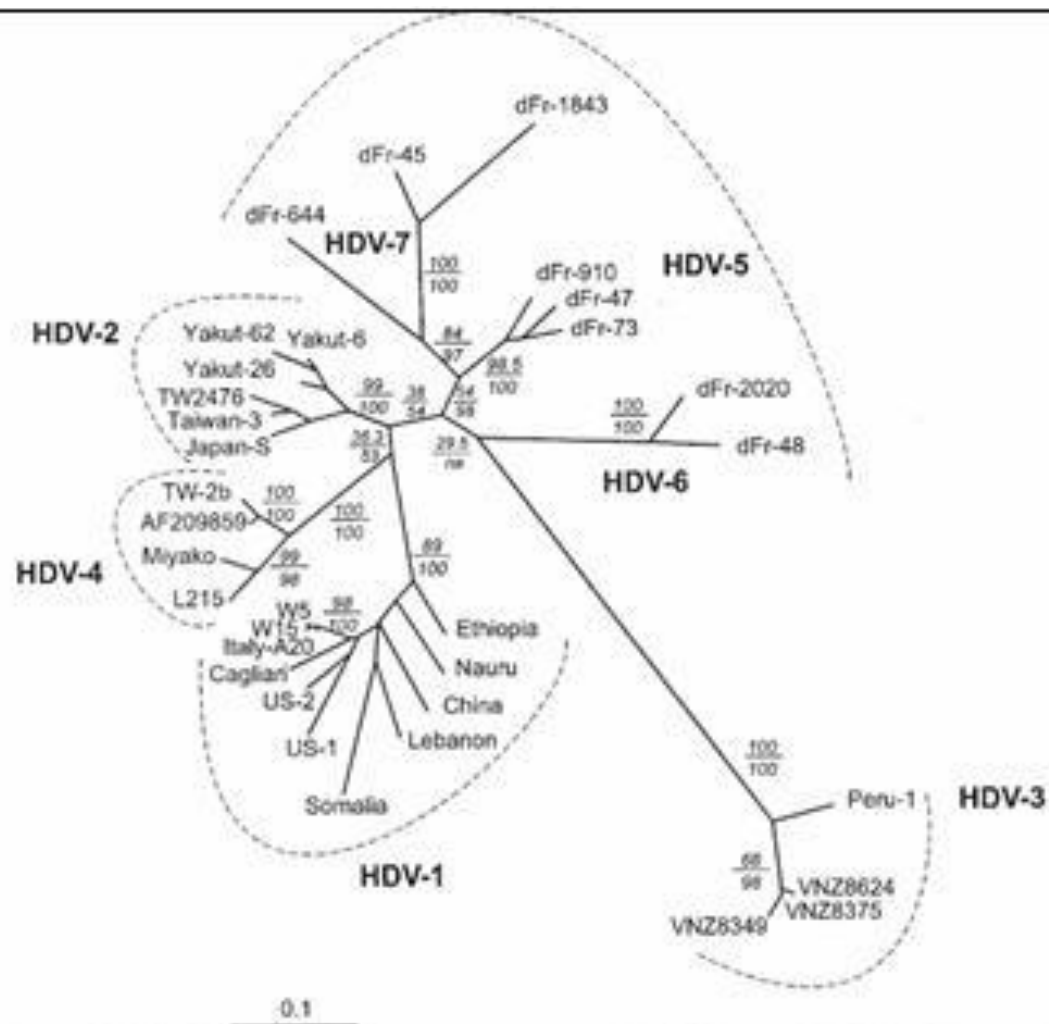 dFr-1843
dFr-45
dFr-644
HDV-7
HDV-5
100
100
dFr-910
dFr-47
dFr-73
HDV-2
Yakut-62
Yakut-6
Yakut-26
TW2476
Taiwan-3
Japan-S
84
97
98.5
100
99
100
38
54
54
98
dFr-2020
100
100
dFr-48
HDV-6
36.3
53
29.5
ns
TW-2b
AF209859
Miyako
L215
HDV-4
100
100
100
100
99
98
89
100
W5
W15
98
100
Italy-A20
Cagliari
US-2
US-1
Somalia
Ethiopia
Nauru
China
Lebanon
HDV-1
100
100
Peru-1
HDV-3
98
VNZ8624
VNZ8375
VNZ8349
0.1